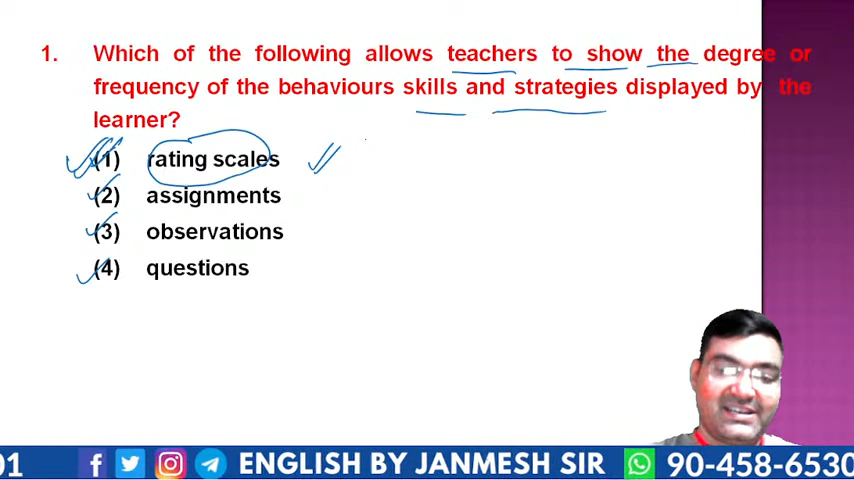 1. Which of the following allows teachers to show the degree or
frequency of the behaviours skills and strategies displayed by the
learner?
(1) rating scales
(2) assignments
(3) observations
(4) questions
01 ENGLISH BY JANMESH SIR 90-458-6530